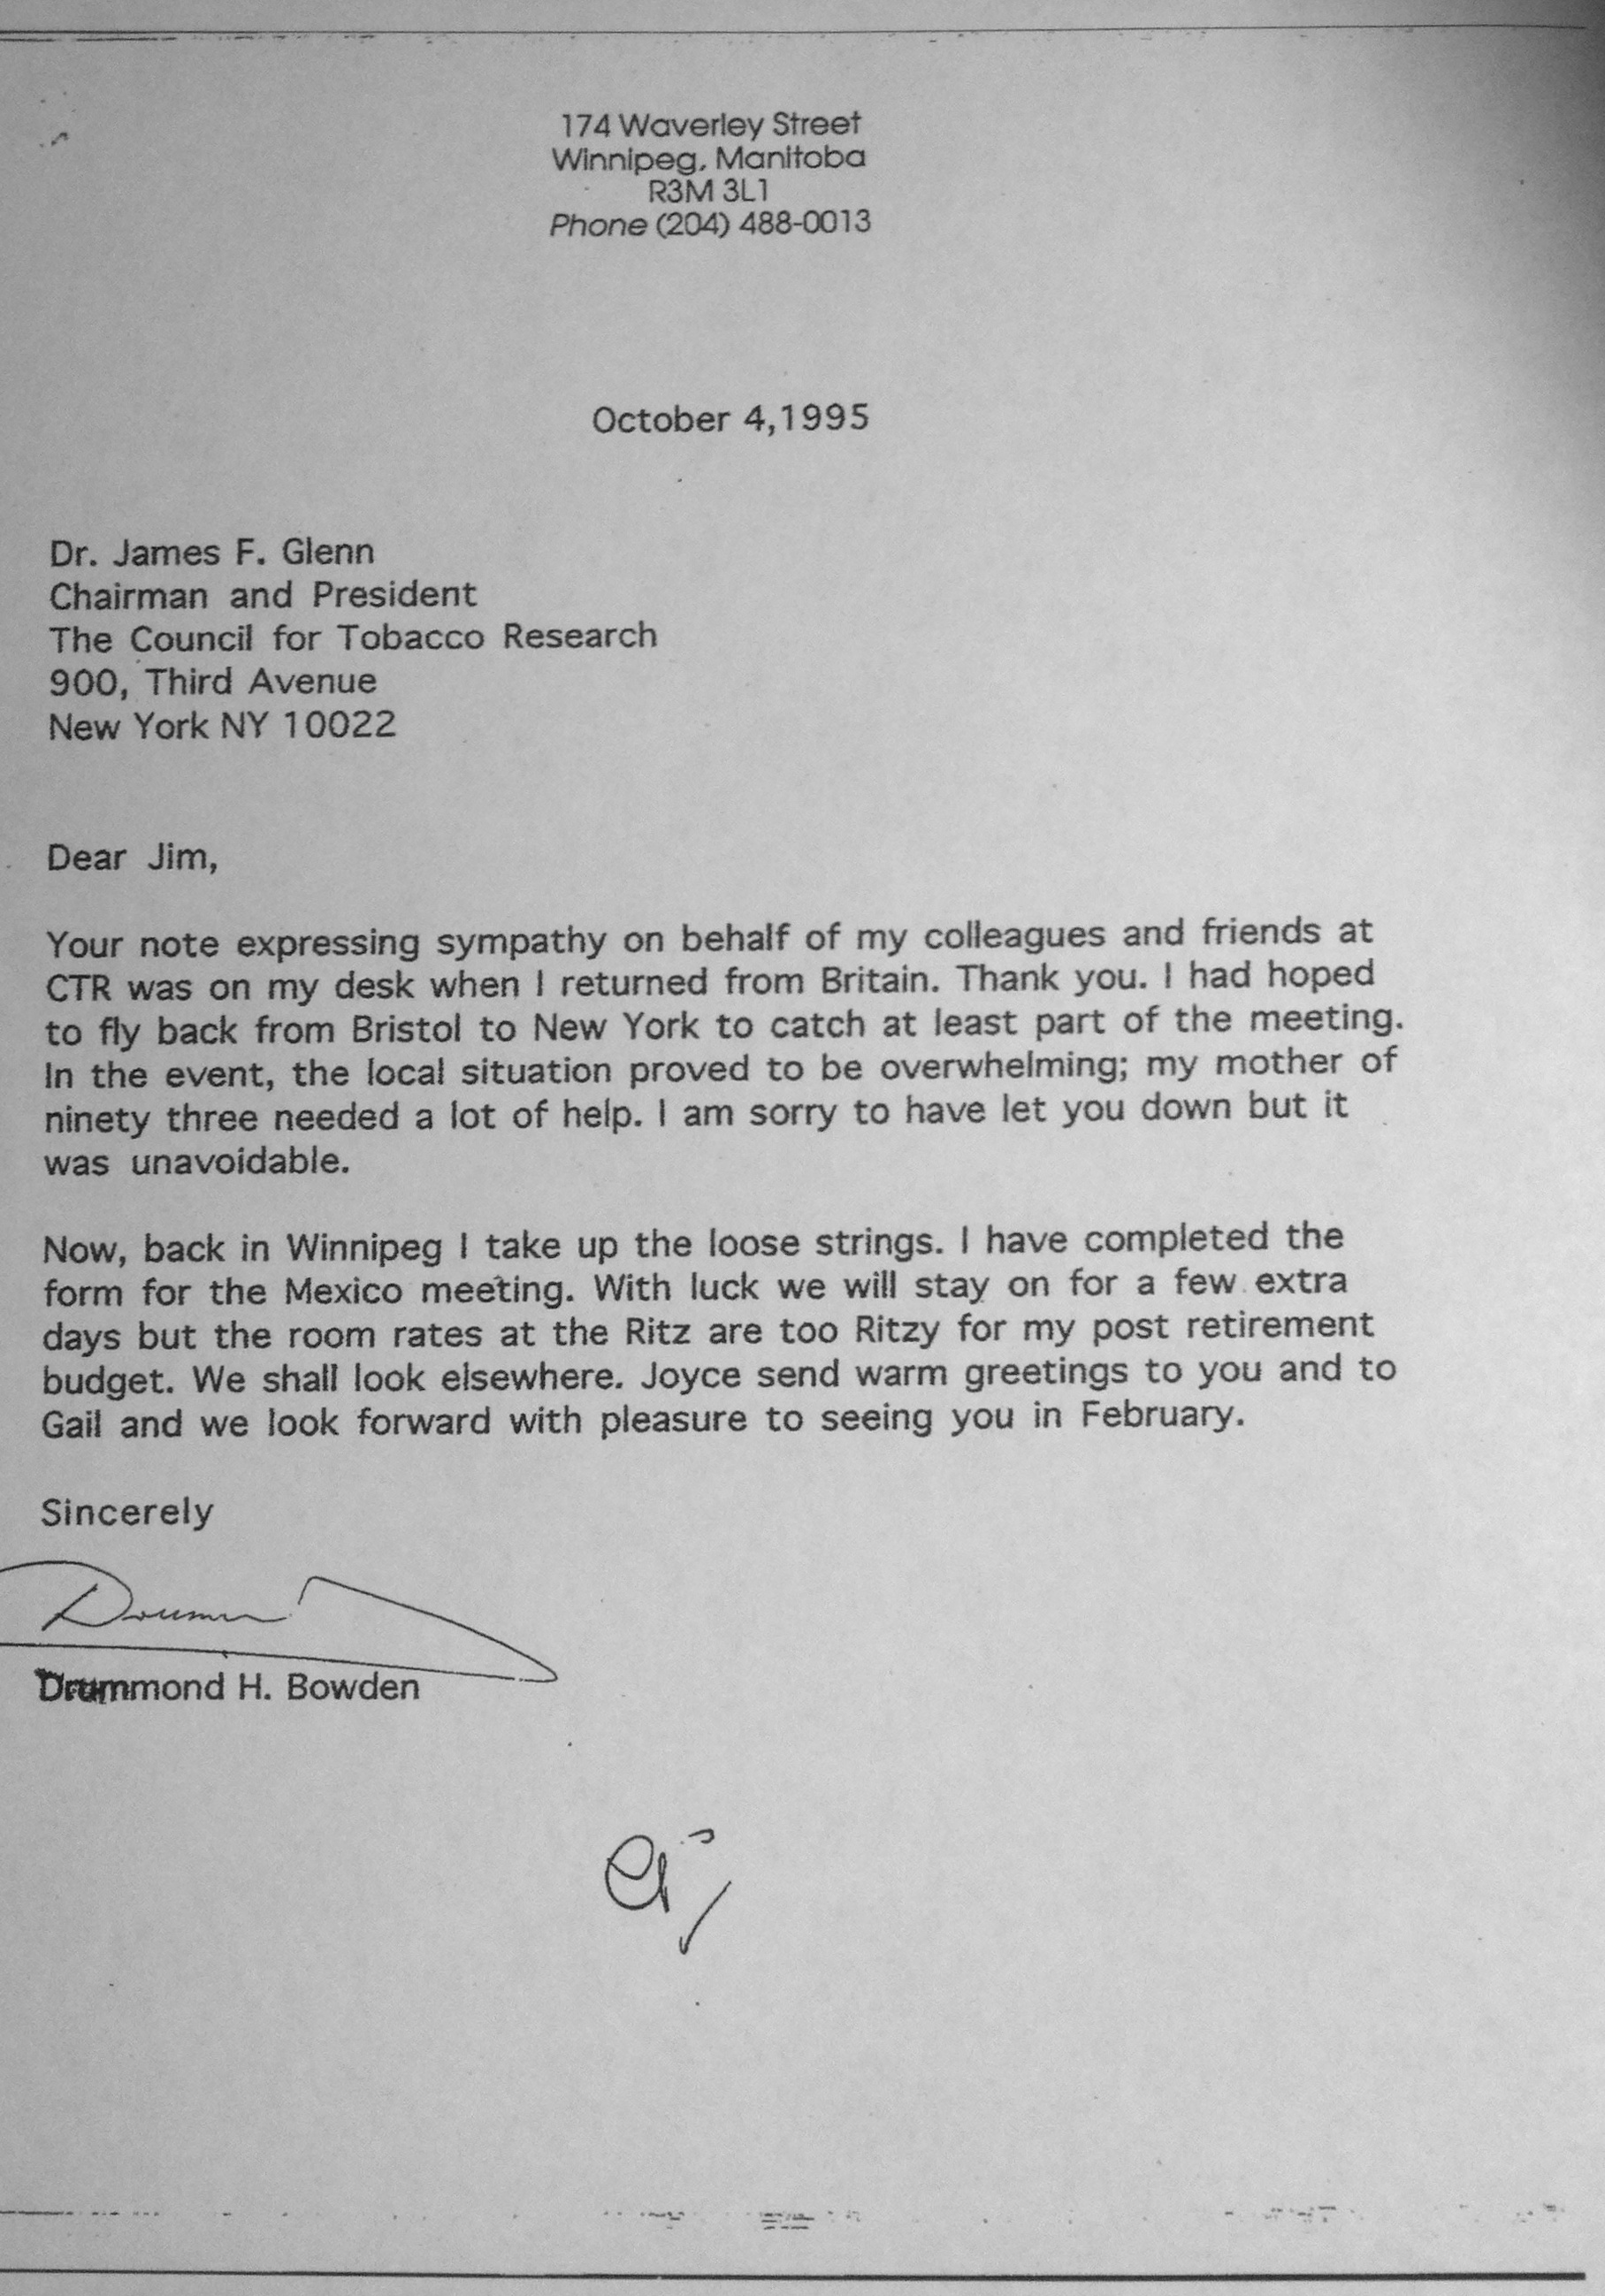 174 Waverley Street
Winnipeg, Manitoba
R3M 3L1
Phone (204) 488-0013
October 4,1995
Dr. James F. Glenn
Chairman and President
The Council for Tobacco Research
900, Third Avenue
New York NY 10022
Dear Jim,
Your note expressing sympathy on behalf of my colleagues and friends at
CTR was on my desk when I returned from Britain. Thank you. I had hoped
to fly back from Bristol to New York to catch at least part of the meeting.
In the event, the local situation proved to be overwhelming; my mother of
ninety three needed a lot of help. I am sorry to have let you down but it
was unavoidable.
Now, back in Winnipeg I take up the loose strings. I have completed the
form for the Mexico meeting. With luck we will stay on for a few extra
days but the room rates at the Ritz are too Ritzy for my post retirement
budget. We shall look elsewhere. Joyce send warm greetings to you and to
Gail and we look forward with pleasure to seeing you in February.
Sincerely
Drummond H. Bowden